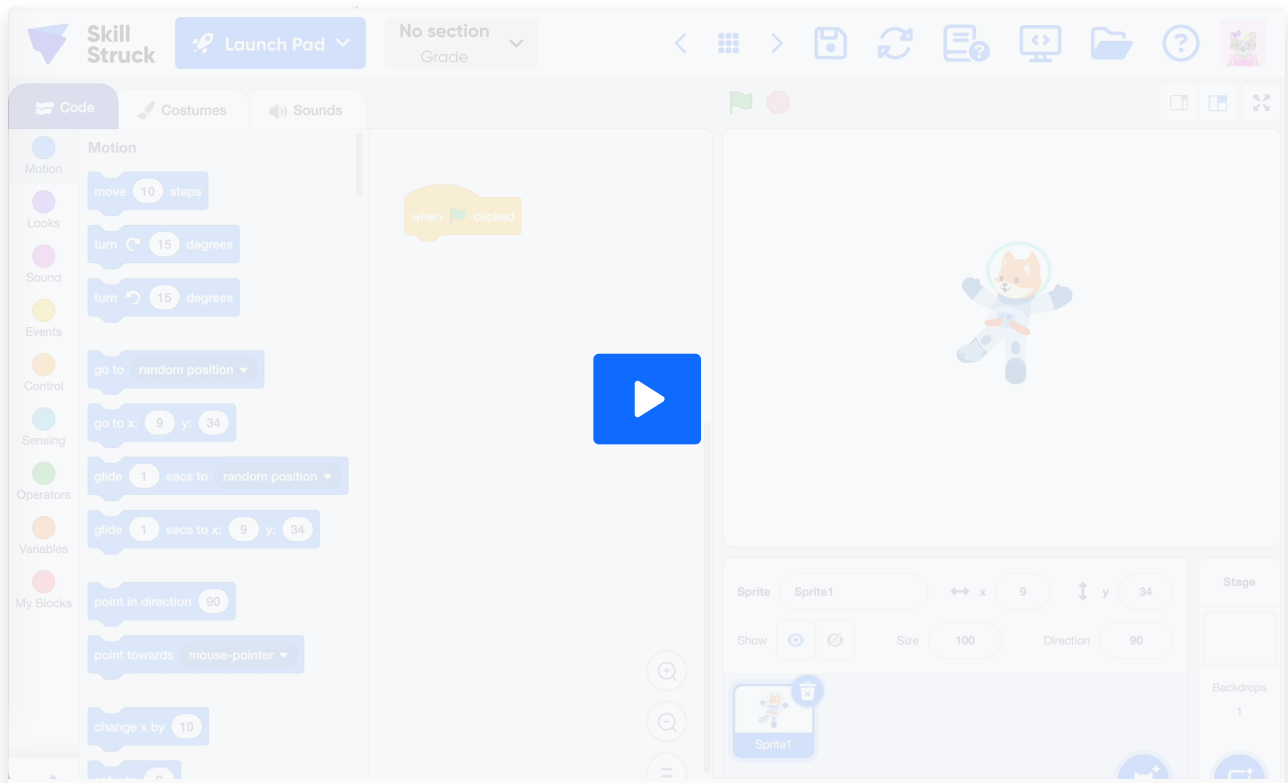 Skill
Struck
Launch Pad
No section
Grade
Code
Costumes
Sounds
Motion
Looks
Sound
Events
Control
Sensing
Operators
Variables
My Blocks
Motion
move 10 steps
turn 15 degrees
turn 15 degrees
go to random position
go to x: 9 y: 34
glide 1 secs to random position
glide 1 secs to x: 9 y: 34
point in direction 90
point towards mouse-pointer
change x by 10
when clicked
Sprite Sprite1 x 9 y 34
Show Size 100 Direction 90
Sprite1
Stage
Backdrops
1